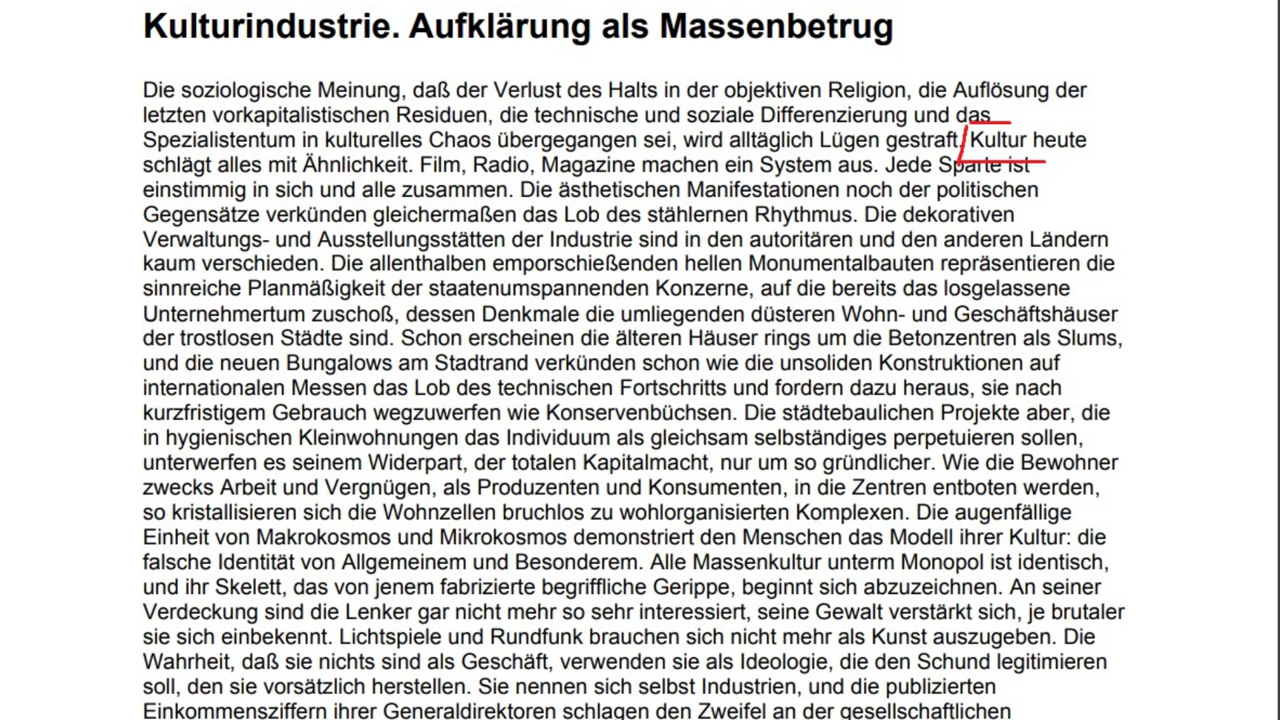 Kulturindustrie. Aufklärung als Massenbetrug
Die soziologische Meinung, daß der Verlust des Halts in der objektiven Religion, die Auflösung der
letzten vorkapitalistischen Residuen, die technische und soziale Differenzierung und das
Spezialistentum in kulturelles Chaos übergegangen sei, wird alltäglich Lügen gestraft. Kultur heute
schlägt alles mit Ähnlichkeit. Film, Radio, Magazine machen ein System aus. Jede Sparte ist
einstimmig in sich und alle zusammen. Die ästhetischen Manifestationen noch der politischen
Gegensätze verkünden gleichermaßen das Lob des stählernen Rhythmus. Die dekorativen
Verwaltungs- und Ausstellungsstätten der Industrie sind in den autoritären und den anderen Ländern
kaum verschieden. Die allenthalben emporschießenden hellen Monumentalbauten repräsentieren die
sinnreiche Planmäßigkeit der staatenumspannenden Konzerne, auf die bereits das losgelassene
Unternehmertum zuschoß, dessen Denkmale die umliegenden düsteren Wohn- und Geschäftshäuser
der trostlosen Städte sind. Schon erscheinen die älteren Häuser rings um die Betonzentren als Slums,
und die neuen Bungalows am Stadtrand verkünden schon wie die unsoliden Konstruktionen auf
internationalen Messen das Lob des technischen Fortschritts und fordern dazu heraus, sie nach
kurzfristigem Gebrauch wegzuwerfen wie Konservenbüchsen. Die städtebaulichen Projekte aber, die
in hygienischen Kleinwohnungen das Individuum als gleichsam selbständiges perpetuieren sollen,
unterwerfen es seinem Widerpart, der totalen Kapitalmacht, nur um so gründlicher. Wie die Bewohner
zwecks Arbeit und Vergnügen, als Produzenten und Konsumenten, in die Zentren entboten werden,
so kristallisieren sich die Wohnzellen bruchlos zu wohlorganisierten Komplexen. Die augenfällige
Einheit von Makrokosmos und Mikrokosmos demonstriert den Menschen das Modell ihrer Kultur: die
falsche Identität von Allgemeinem und Besonderem. Alle Massenkultur unterm Monopol ist identisch,
und ihr Skelett, das von jenem fabrizierte begriffliche Gerippe, beginnt sich abzuzeichnen. An seiner
Verdeckung sind die Lenker gar nicht mehr so sehr interessiert, seine Gewalt verstärkt sich, je brutaler
sie sich einbekennt. Lichtspiele und Rundfunk brauchen sich nicht mehr als Kunst auszugeben. Die
Wahrheit, daß sie nichts sind als Geschäft, verwenden sie als Ideologie, die den Schund legitimieren
soll, den sie vorsätzlich herstellen. Sie nennen sich selbst Industrien, und die publizierten
Einkommensziffern ihrer Generaldirektoren schlagen den Zweifel an der gesellschaftlichen